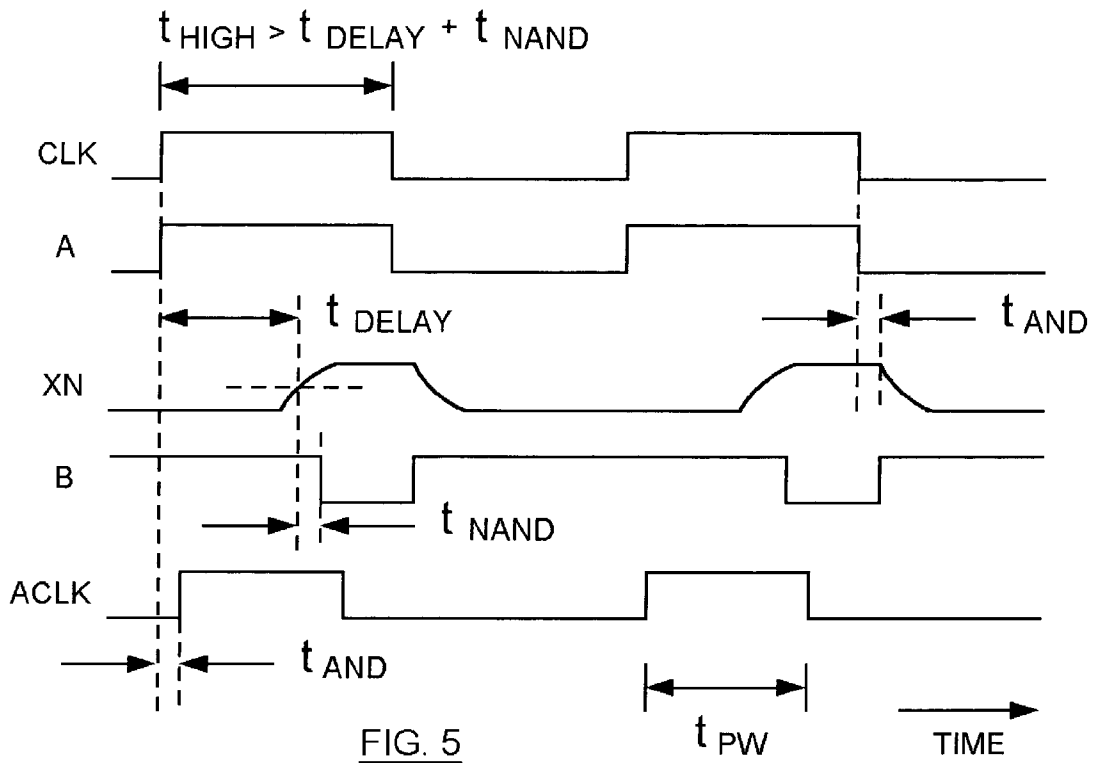 t HIGH > t DELAY + t NAND
CLK
A
t DELAY
t AND
XN
B
t NAND
ACLK
t AND
t PW
TIME
FIG. 5